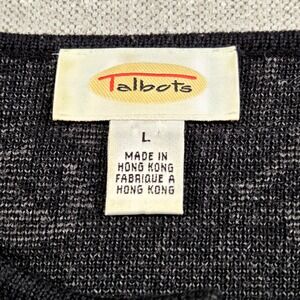 Talbots
L
MADE IN
HONG KONG
FABRIQUE A
HONG KONG